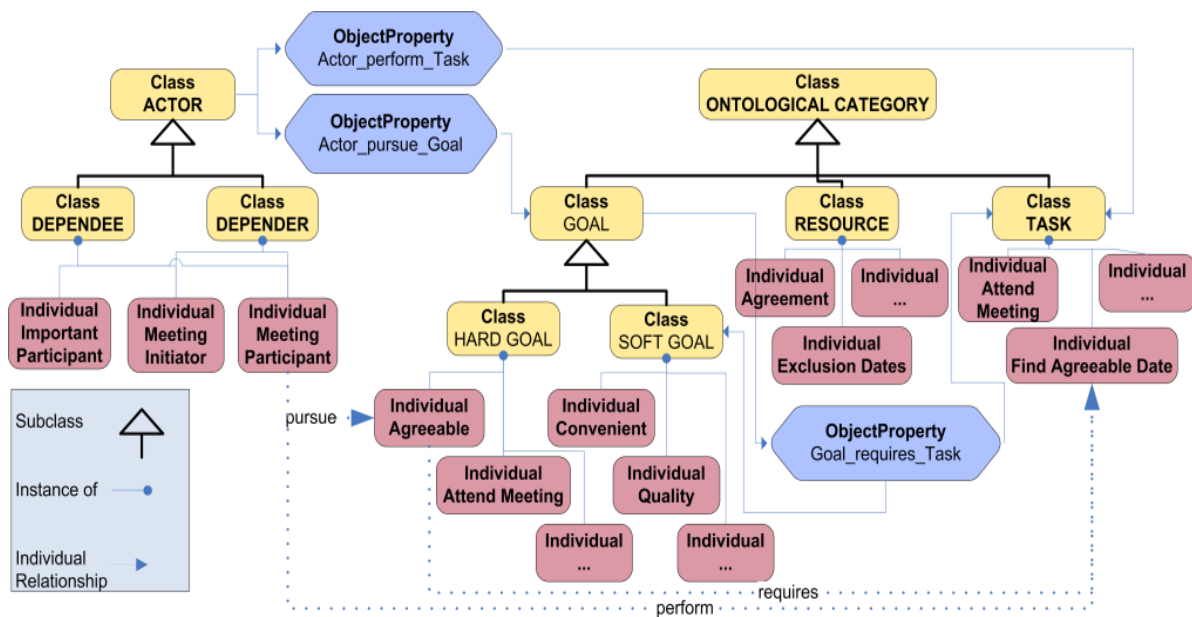 ObjectProperty
Actor_perform_Task
Class
ACTOR
Class
ONTOLOGICAL CATEGORY
ObjectProperty
Actor_pursue_Goal
Class
DEPENDEE
Class
DEPENDER
Class
GOAL
Class
RESOURCE
Class
TASK
Individual
Important
Participant
Individual
Meeting
Initiator
Individual
Meeting
Participant
Individual
Agreement
Individual
...
Individual
Attend
Meeting
Individual
...
Class
HARD GOAL
Class
SOFT GOAL
Individual
Exclusion Dates
Individual
Find Agreeable Date
Subclass
Instance of
Individual
Relationship
pursue
Individual
Agreeable
Individual
Convenient
ObjectProperty
Goal_requires_Task
Individual
Attend Meeting
Individual
Quality
Individual
...
Individual
...
requires
perform